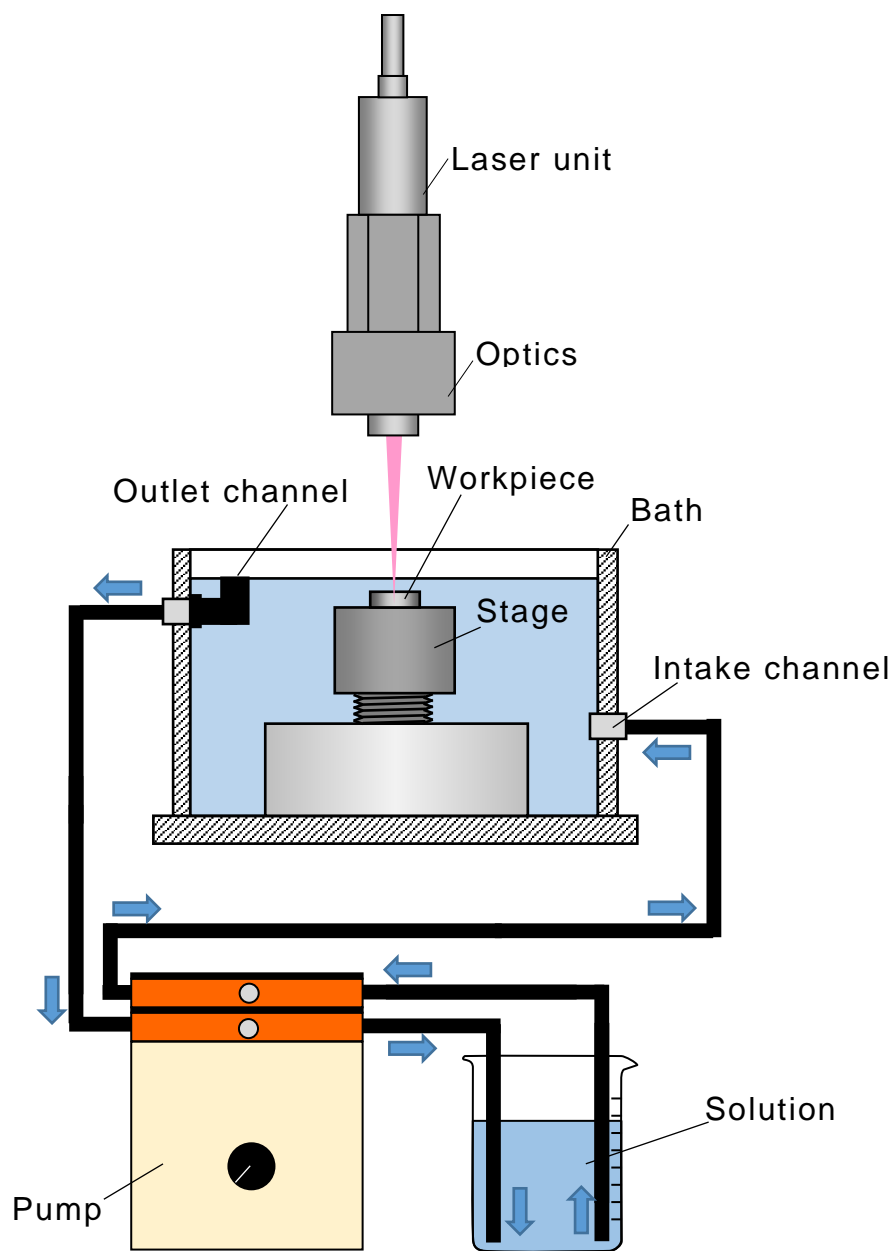 Laser unit
Optics
Outlet channel
Workpiece
Bath
Stage
Intake channel
Solution
Pump